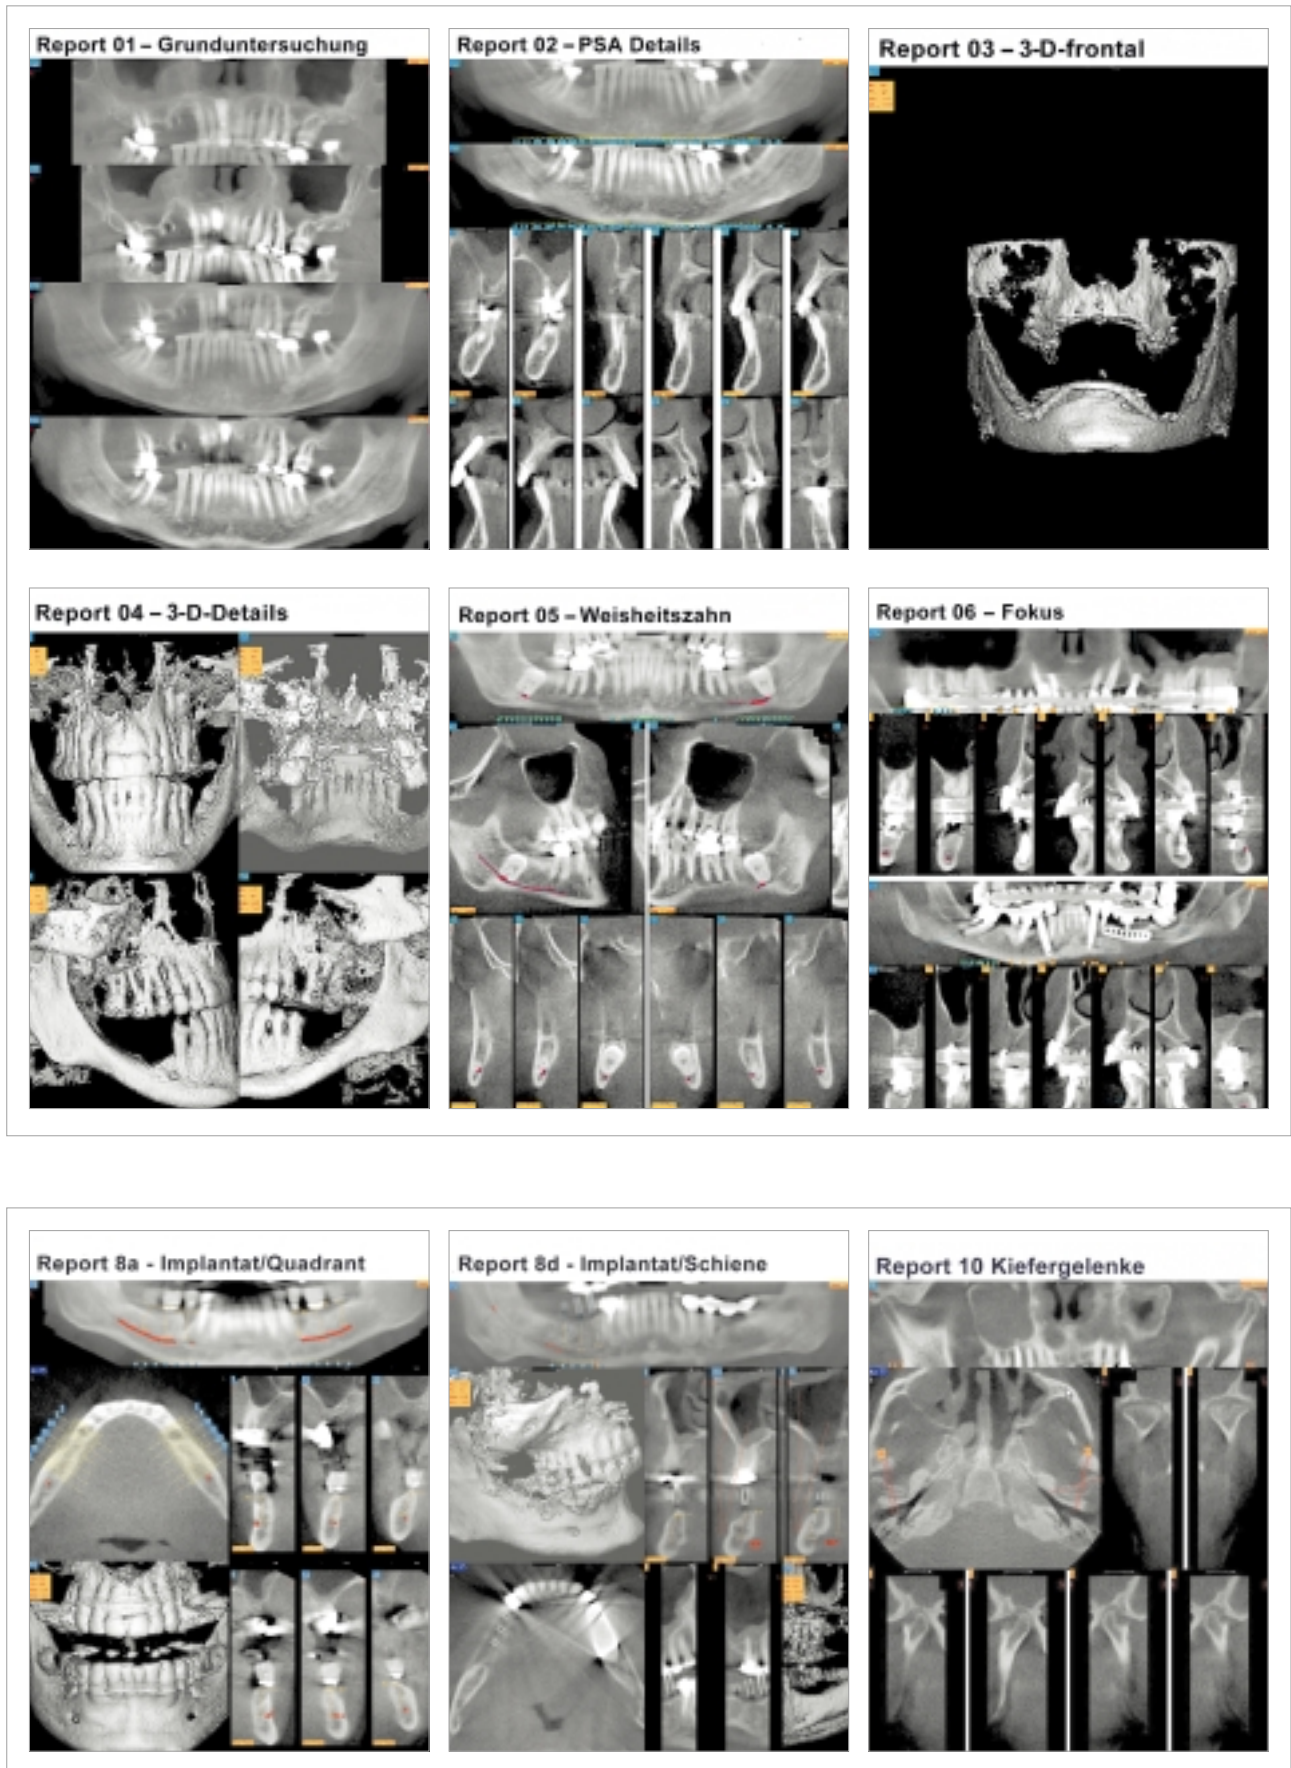 Report 01 – Grunduntersuchung
Report 02 – PSA Details
Report 03 – 3-D-frontal
Report 04 – 3-D-Details
Report 05 – Weisheitszahn
Report 06 – Fokus
Report 8a - Implantat/Quadrant
Report 8d - Implantat/Schiene
Report 10 Kiefergelenke